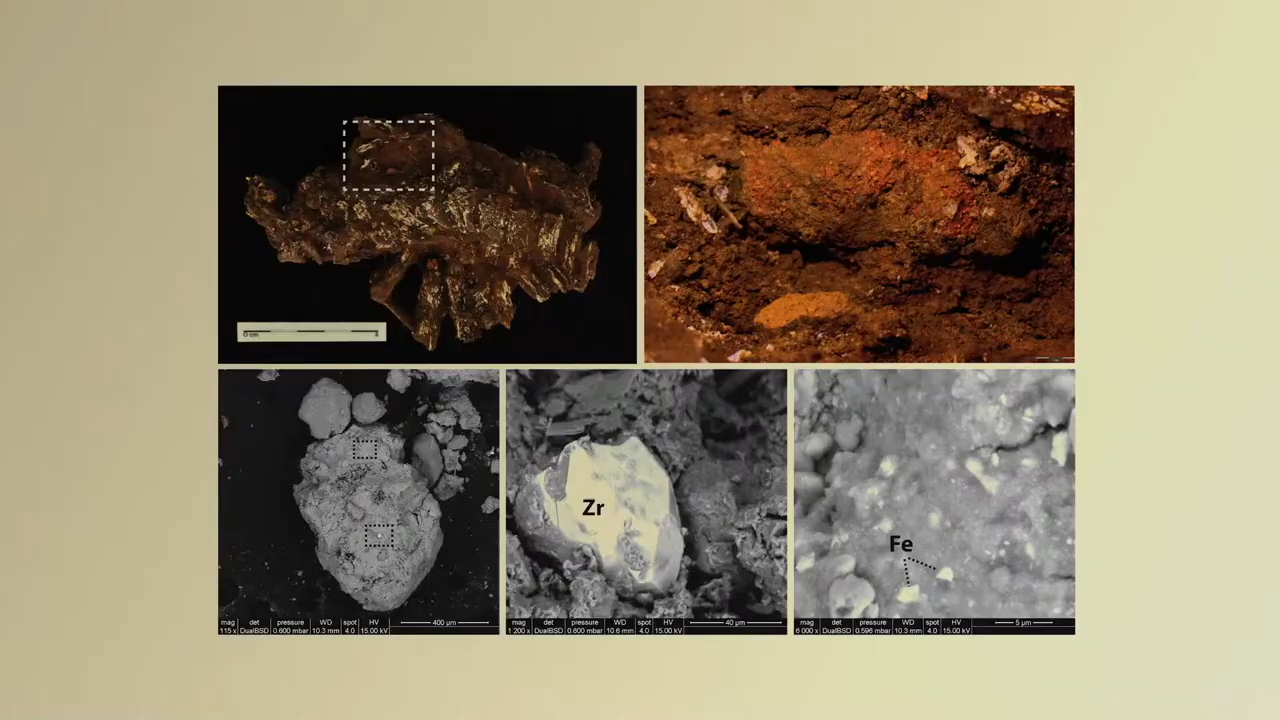 0 cm
Zr
Fe
mag det pressure WD spot HV
115 x DualBSD 0.600 mbar 10.3 mm 4.0 15.00 kV 400 µm
mag det pressure WD spot HV
1 200 x DualBSD 0.600 mbar 10.6 mm 4.0 15.00 kV 40 µm
mag det pressure WD spot HV
6 000 x DualBSD 0.596 mbar 10.3 mm 4.0 15.00 kV 5 µm